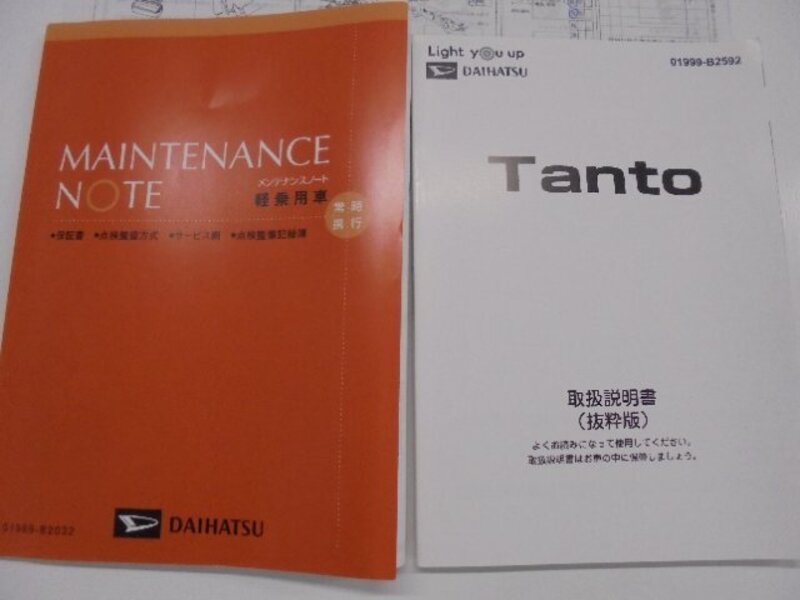 MAINTENANCE
NOTE
メンテナンスノート
軽乗用車
常時
携行
●保証書 ●点検整備方式 ●サービス網 ●点検整備記録簿
DAIHATSU
01999-B2032
Light you up
DAIHATSU
01999-B2592
Tanto
取扱説明書
（抜粋版）
よくお読みになって使用してください。
取扱説明書はお車の中に保管しましょう。